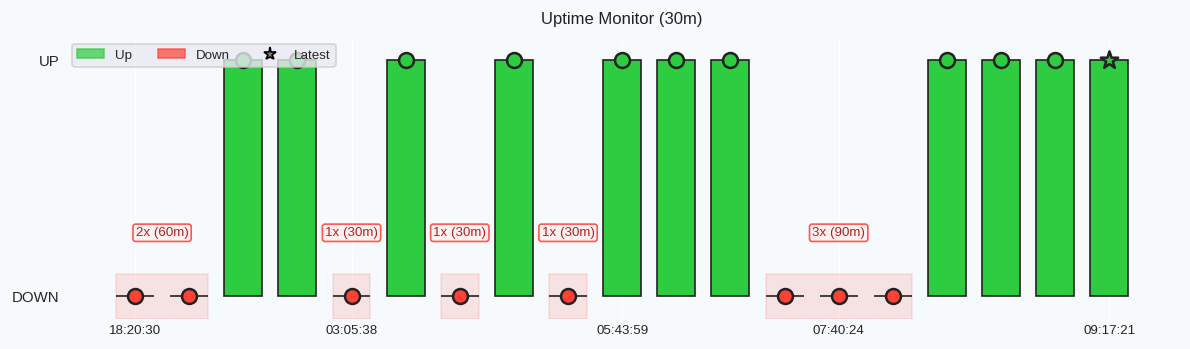 Uptime Monitor (30m)
Up Down Latest
UP
2x (60m) 1x (30m) 1x (30m) 1x (30m) 3x (90m)
DOWN
18:20:30 03:05:38 05:43:59 07:40:24 09:17:21